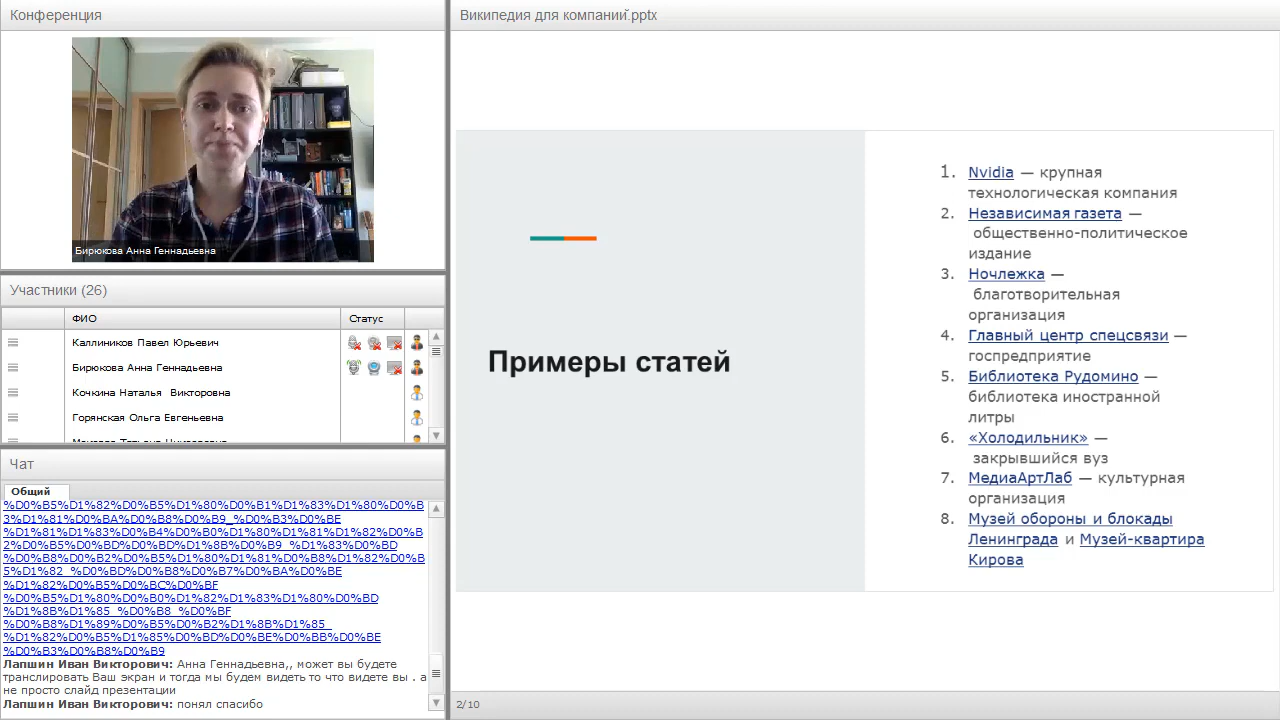 Конференция
Бирюкова Анна Геннадьевна
Участники (26)
ФИО
Статус
Каллиников Павел Юрьевич
Бирюкова Анна Геннадьевна
Кочкина Наталья Викторовна
Горянская Ольга Евгеньевна
Чат
Общий
%D0%B5%D1%82%D0%B5%D1%80%D0%B1%D1%83%D1%80%D0%B
3%D1%81%D0%BA%D0%B8%D0%B9_%D0%B3%D0%BE
%D1%81%D1%83%D0%B4%D0%B0%D1%80%D1%81%D1%82%D0%B
2%D0%B5%D0%BD%D0%BD%D1%8B%D0%B9_%D1%83%D0%BD
%D0%B8%D0%B2%D0%B5%D1%80%D1%81%D0%B8%D1%82%D0%B
5%D1%82_%D0%BD%D0%B8%D0%B7%D0%BA%D0%BE
%D1%82%D0%B5%D0%BC%D0%BF
%D0%B5%D1%80%D0%B0%D1%82%D1%83%D1%80%D0%BD
%D1%8B%D1%85_%D0%B8_%D0%BF
%D0%B8%D1%89%D0%B5%D0%B2%D1%8B%D1%85_
%D1%82%D0%B5%D1%85%D0%BD%D0%BE%D0%BB%D0%BE
%D0%B3%D0%B8%D0%B9
Лапшин Иван Викторович: Анна Геннадьевна,, может вы будете
транслировать Ваш экран и тогда мы будем видеть то что видете вы . а
не просто слайд презентации
Лапшин Иван Викторович: понял спасибо
Википедия для компаний.pptx
Примеры статей
1. Nvidia — крупная
технологическая компания
2. Независимая газета —
общественно-политическое
издание
3. Ночлежка —
благотворительная
организация
4. Главный центр спецсвязи —
госпредприятие
5. Библиотека Рудомино —
библиотека иностранной
литры
6. «Холодильник» —
закрывшийся вуз
7. МедиаАртЛаб — культурная
организация
8. Музей обороны и блокады
Ленинграда и Музей-квартира
Кирова
2/10